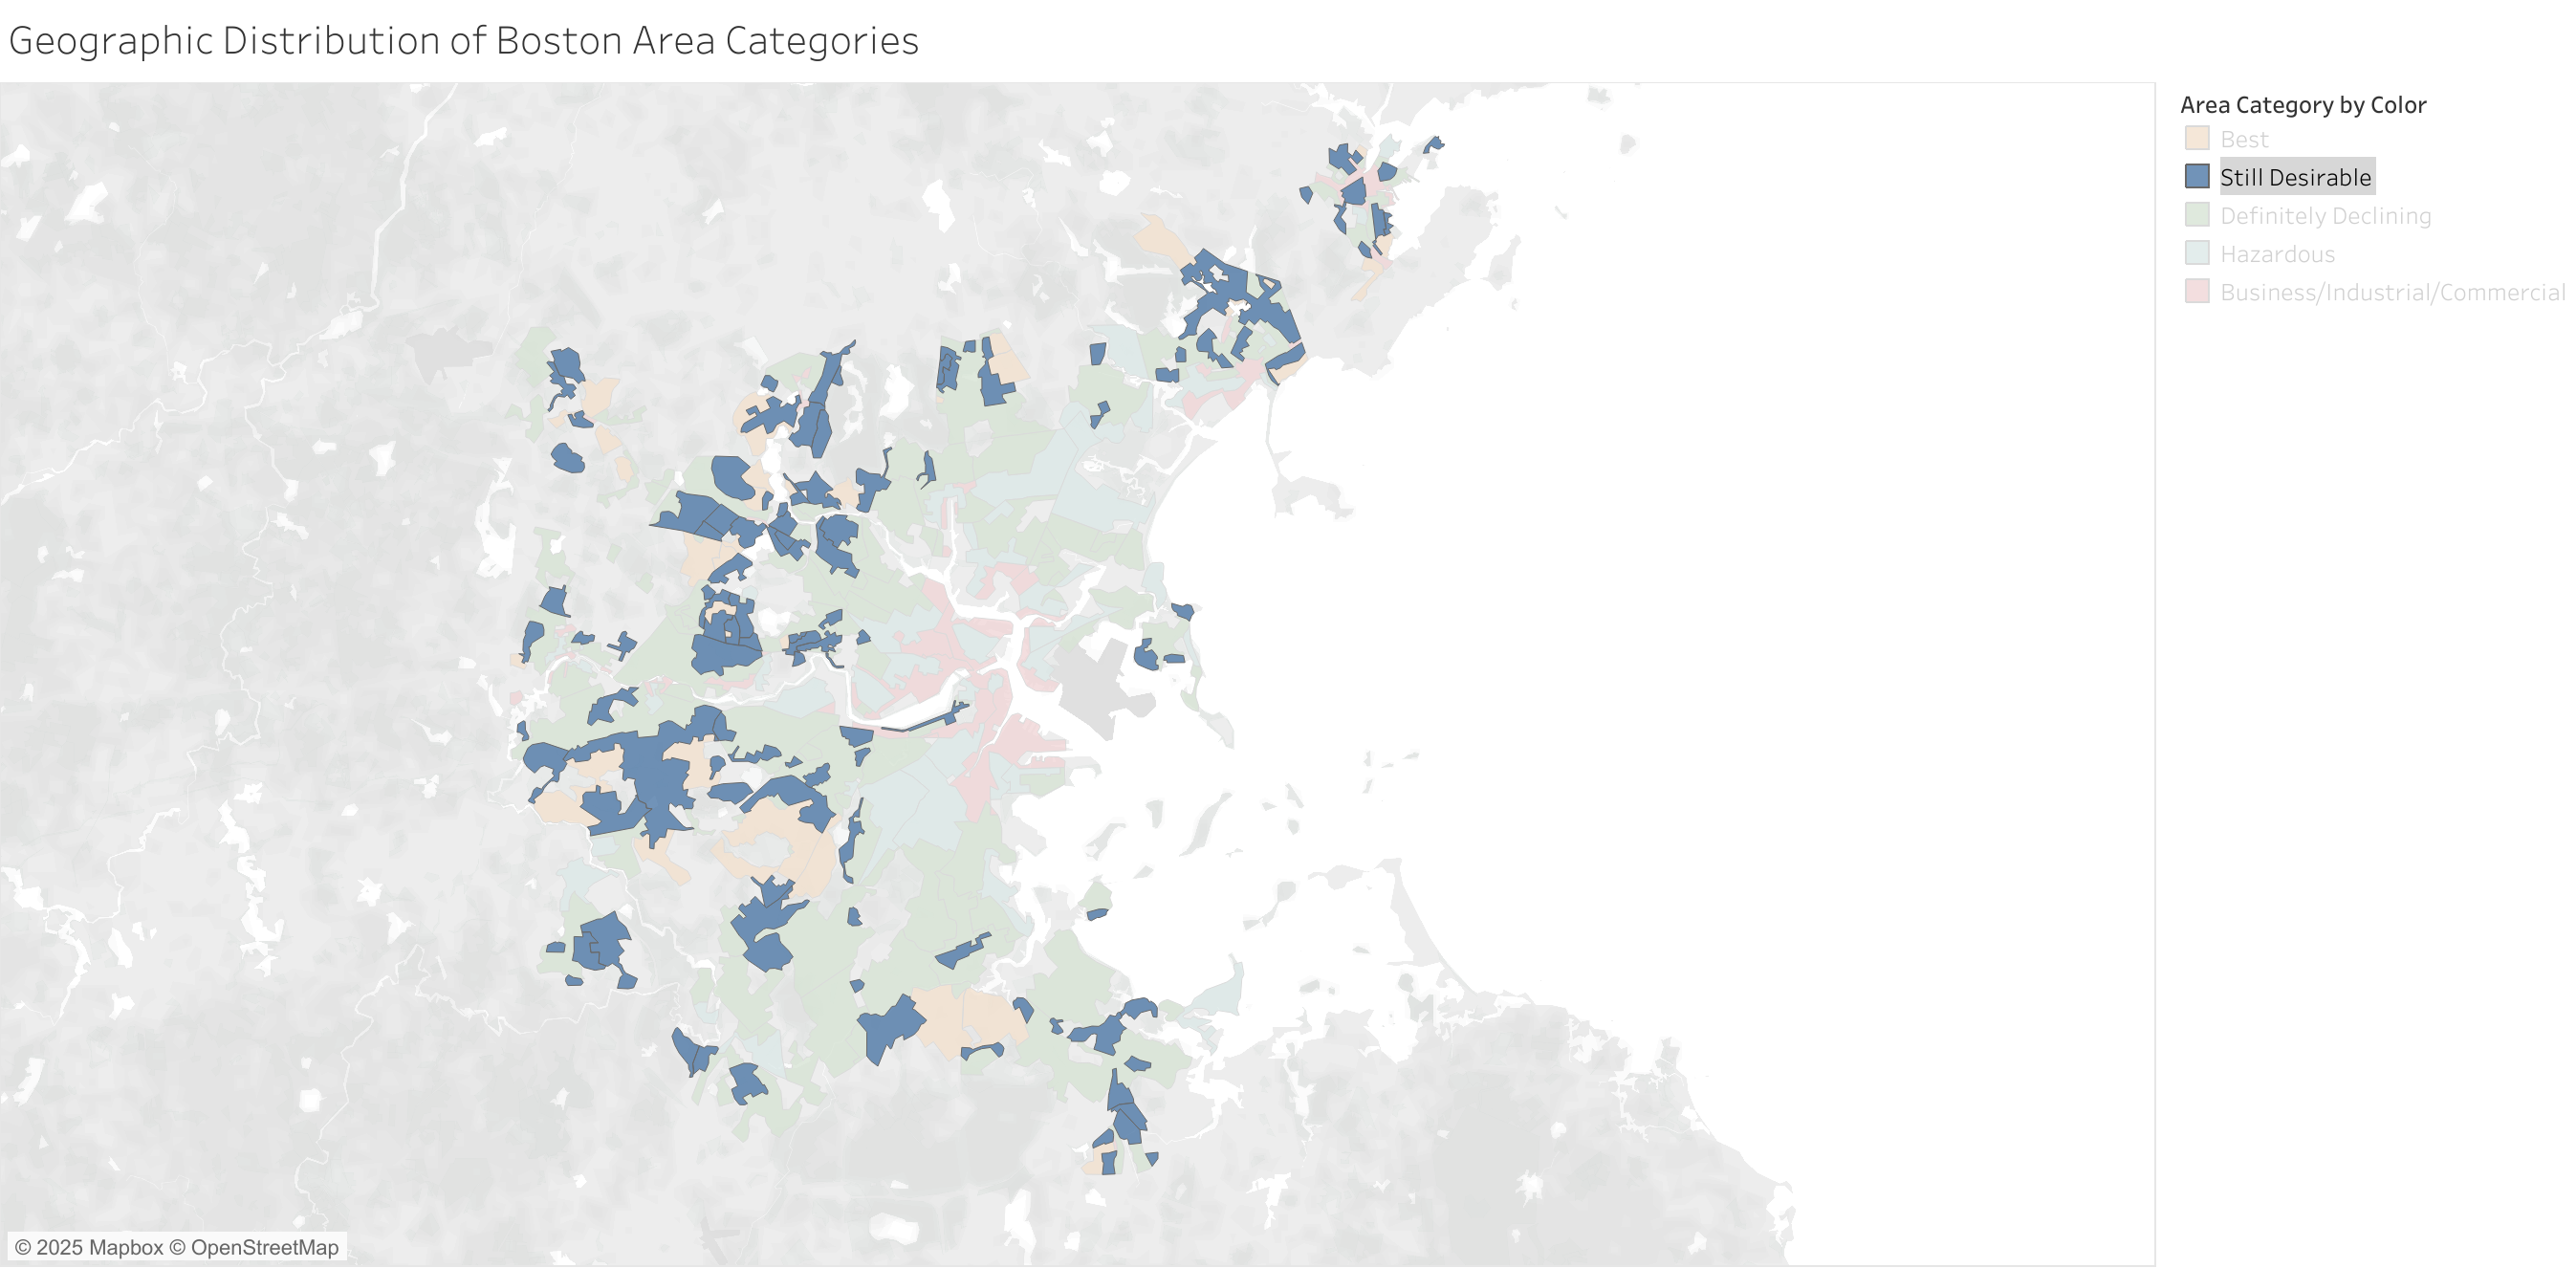 Geographic Distribution of Boston Area Categories
Area Category by Color
Best
Still Desirable
Definitely Declining
Hazardous
Business/Industrial/Commercial
© 2025 Mapbox © OpenStreetMap